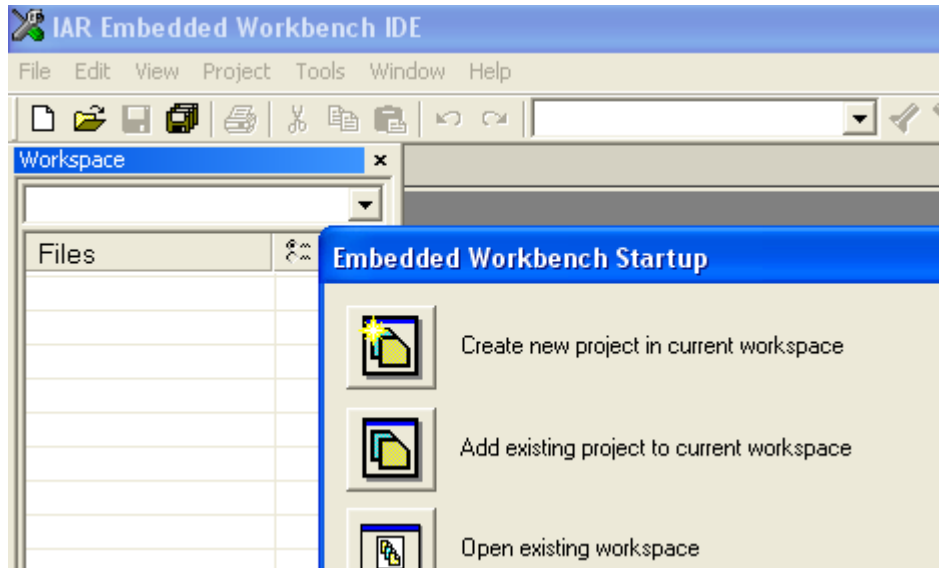 IAR Embedded Workbench IDE
File Edit View Project Tools Window Help
Workspace
Files
Embedded Workbench Startup
Create new project in current workspace
Add existing project to current workspace
Open existing workspace